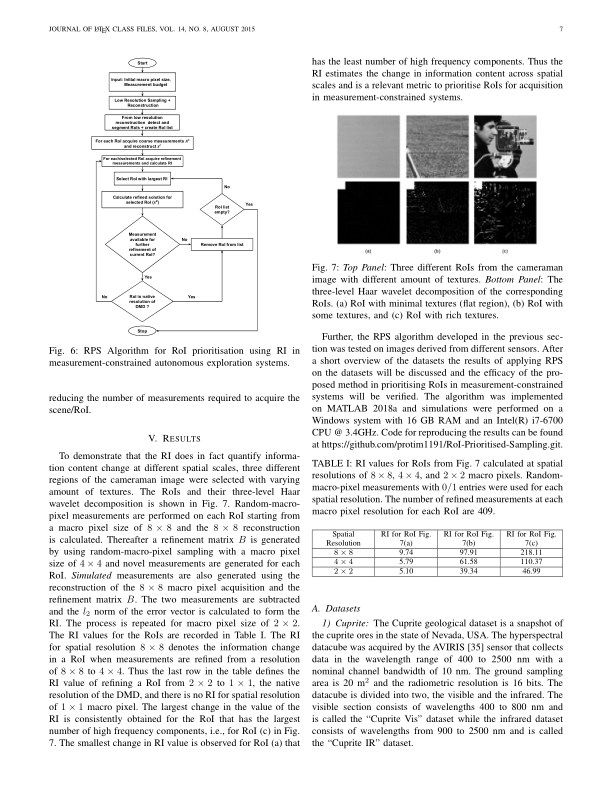 JOURNAL OF LATEX CLASS FILES, VOL. 14, NO. 8, AUGUST 2015
7
Start
Input: Initial macro pixel size,
Measurement budget
Low Resolution Sampling +
Reconstruction
From low resolution
reconstruction detect and
segment RoIs + create RoI list
For each RoI acquire coarse measurements
and reconstruct
For each/selected RoI acquire refinement
measurements and calculate RI
Select RoI with largest RI
Calculate refined solution for
selected RoI
Measurement
available for
further
refinement of
current RoI?
No
Remove RoI from list
RoI list
empty?
No
Yes
Yes
RoI in native
resolution of
DMD ?
No
Yes
Stop
Fig. 6: RPS Algorithm for RoI prioritisation using RI in
measurement-constrained autonomous exploration systems.
reducing the number of measurements required to acquire the
scene/RoI.
V. RESULTS
To demonstrate that the RI does in fact quantify informa-
tion content change at different spatial scales, three different
regions of the cameraman image were selected with varying
amount of textures. The RoIs and their three-level Haar
wavelet decomposition is shown in Fig. 7. Random-macro-
pixel measurements are performed on each RoI starting from
a macro pixel size of 8 × 8 and the 8 × 8 reconstruction
is calculated. Thereafter a refinement matrix B is generated
by using random-macro-pixel sampling with a macro pixel
size of 4 × 4 and novel measurements are generated for each
RoI. Simulated measurements are also generated using the
reconstruction of the 8 × 8 macro pixel acquisition and the
refinement matrix B. The two measurements are subtracted
and the l2 norm of the error vector is calculated to form the
RI. The process is repeated for macro pixel size of 2 × 2.
The RI values for the RoIs are recorded in Table I. The RI
for spatial resolution 8 × 8 denotes the information change
in a RoI when measurements are refined from a resolution
of 8 × 8 to 4 × 4. Thus the last row in the table defines the
RI value of refining a RoI from 2 × 2 to 1 × 1, the native
resolution of the DMD, and there is no RI for spatial resolution
of 1 × 1 macro pixel. The largest change in the value of the
RI is consistently obtained for the RoI that has the largest
number of high frequency components, i.e., for RoI (c) in Fig.
7. The smallest change in RI value is observed for RoI (a) that
has the least number of high frequency components. Thus the
RI estimates the change in information content across spatial
scales and is a relevant metric to prioritise RoIs for acquisition
in measurement-constrained systems.
(a) (b) (c)
Fig. 7: Top Panel: Three different RoIs from the cameraman
image with different amount of textures. Bottom Panel: The
three-level Haar wavelet decomposition of the corresponding
RoIs. (a) RoI with minimal textures (flat region), (b) RoI with
some textures, and (c) RoI with rich textures.
Further, the RPS algorithm developed in the previous sec-
tion was tested on images derived from different sensors. After
a short overview of the datasets the results of applying RPS
on the datasets will be discussed and the efficacy of the pro-
posed method in prioritising RoIs in measurement-constrained
systems will be verified. The algorithm was implemented
on MATLAB 2018a and simulations were performed on a
Windows system with 16 GB RAM and an Intel(R) i7-6700
CPU @ 3.4GHz. Code for reproducing the results can be found
at https://github.com/protim1191/RoI-Prioritised-Sampling.git.
TABLE I: RI values for RoIs from Fig. 7 calculated at spatial
resolutions of 8 × 8, 4 × 4, and 2 × 2 macro pixels. Random-
macro-pixel measurements with 0/1 entries were used for each
spatial resolution. The number of refined measurements at each
macro pixel resolution for each RoI are 409.
Spatial RI for RoI Fig. RI for RoI Fig. RI for RoI Fig.
Resolution 7(a) 7(b) 7(c)
8 × 8 9.74 97.91 218.11
4 × 4 5.79 61.58 110.37
2 × 2 5.10 39.34 46.99
A. Datasets
1) Cuprite: The Cuprite geological dataset is a snapshot of
the cuprite ores in the state of Nevada, USA. The hyperspectral
datacube was acquired by the AVIRIS [35] sensor that collects
data in the wavelength range of 400 to 2500 nm with a
nominal channel bandwidth of 10 nm. The ground sampling
area is 20 m² and the radiometric resolution is 16 bits. The
datacube is divided into two, the visible and the infrared. The
visible section consists of wavelengths 400 to 800 nm and
is called the “Cuprite Vis” dataset while the infrared dataset
consists of wavelengths from 900 to 2500 nm and is called
the “Cuprite IR” dataset.